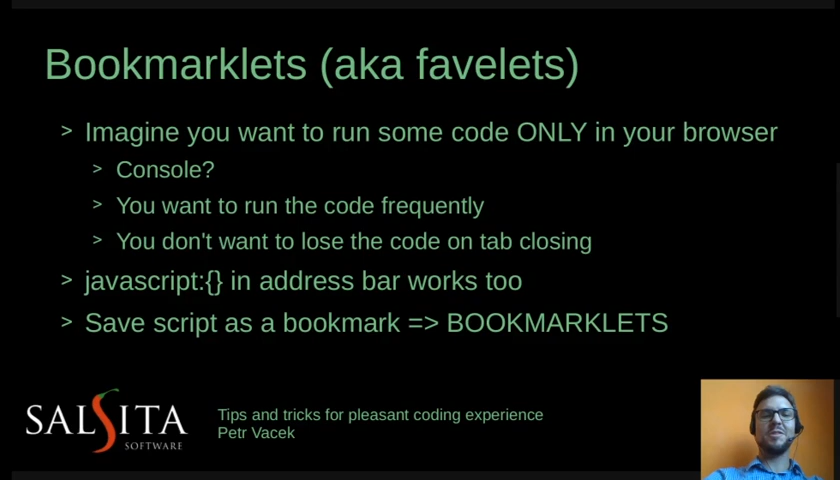 Bookmarklets (aka favelets)
> Imagine you want to run some code ONLY in your browser
> Console?
> You want to run the code frequently
> You don't want to lose the code on tab closing
> javascript:{} in address bar works too
> Save script as a bookmark => BOOKMARKLETS
SALSITA
SOFTWARE
Tips and tricks for pleasant coding experience
Petr Vacek